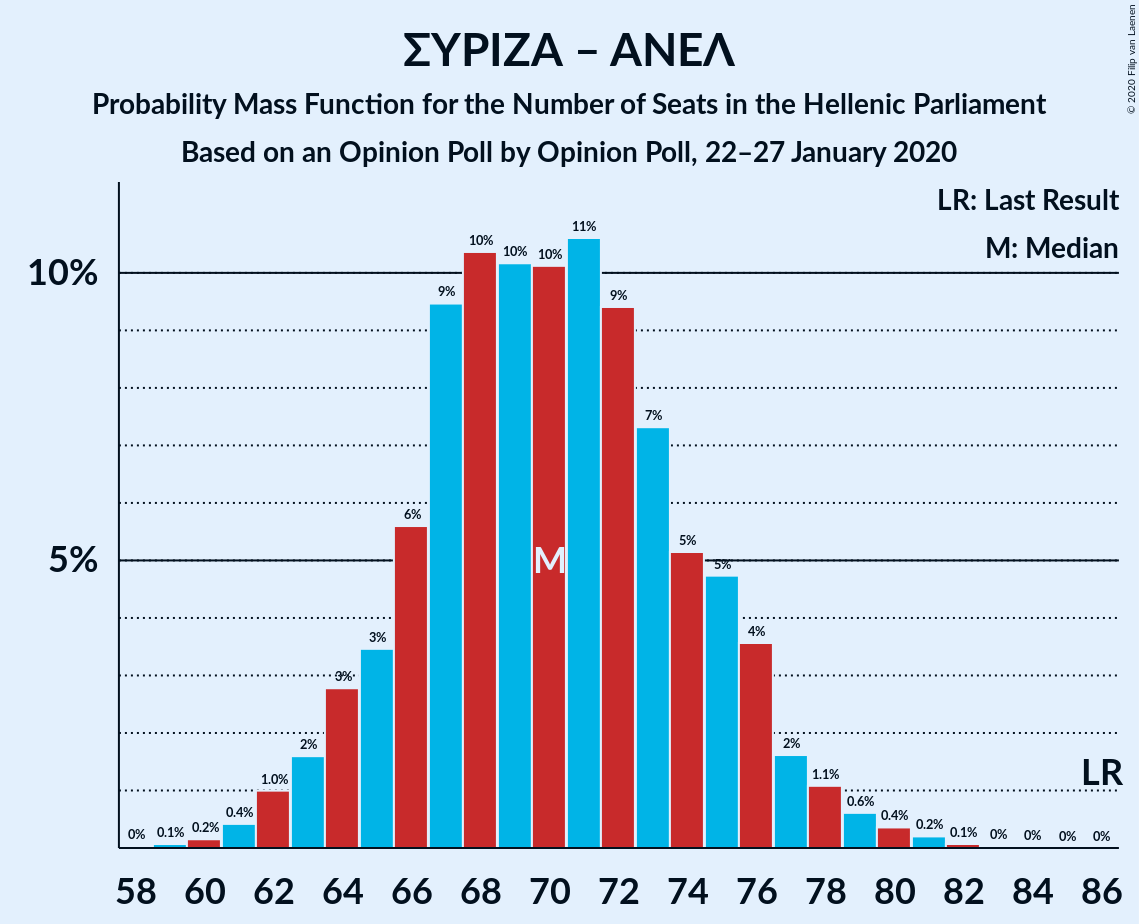 ΣΥΡΙΖΑ – ΑΝΕΛ
Probability Mass Function for the Number of Seats in the Hellenic Parliament
Based on an Opinion Poll by Opinion Poll, 22–27 January 2020
© 2020 Filip van Laenen
LR: Last Result
M: Median
10%
5%
0% 0.1% 0.2% 0.4% 1.0% 2% 3% 3% 6% 9% 10% 10% 10% 11% 9% 7% 5% 5% 4% 2% 1.1% 0.6% 0.4% 0.2% 0.1% 0% 0% 0% 0%
M
LR
58 60 62 64 66 68 70 72 74 76 78 80 82 84 86